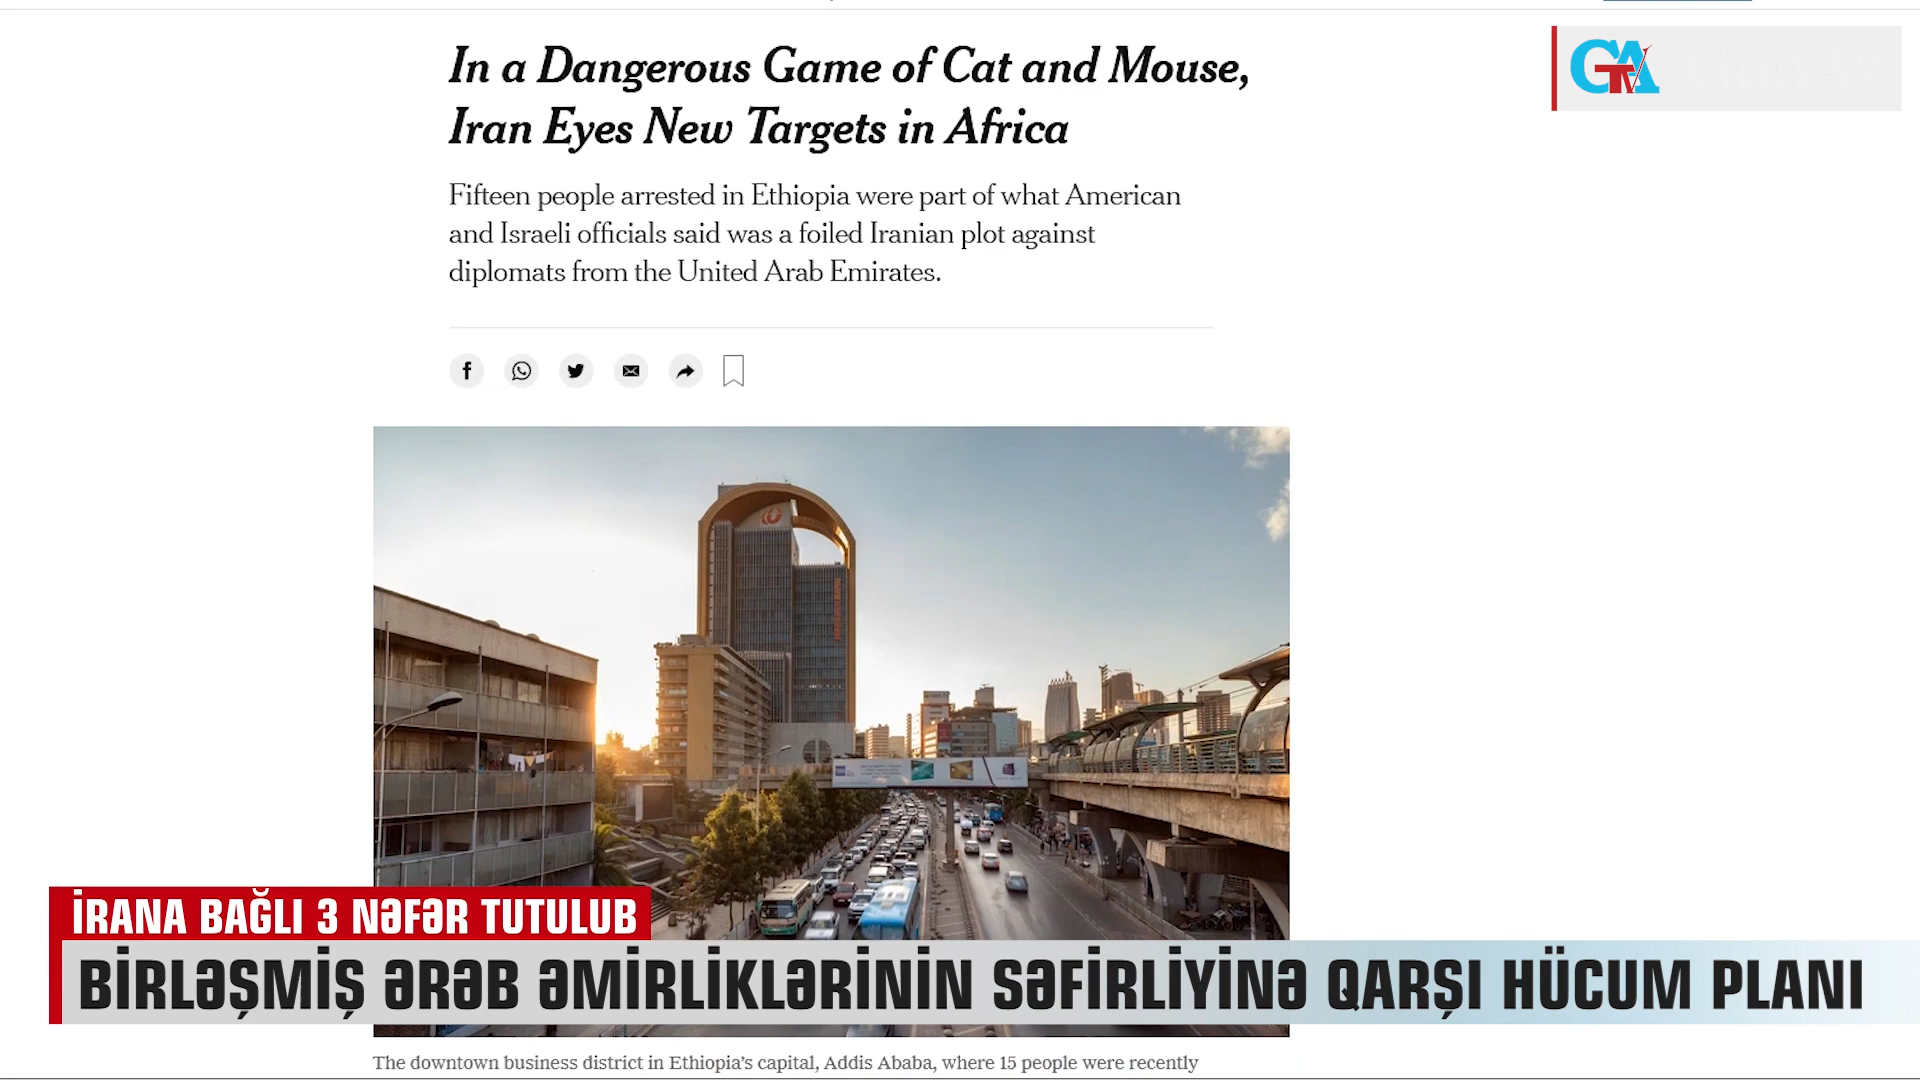 In a Dangerous Game of Cat and Mouse,
Iran Eyes New Targets in Africa
GTA
TV
Fifteen people arrested in Ethiopia were part of what American
and Israeli officials said was a foiled Iranian plot against
diplomats from the United Arab Emirates.
İRANA BAĞLI 3 NƏFƏR TUTULUB
BİRLƏŞMİŞ ƏRƏB ƏMİRLİKLƏRİNİN SƏFİRLİYİNƏ QARŞI HÜCUM PLANI
The downtown business district in Ethiopia’s capital, Addis Ababa, where 15 people were recently